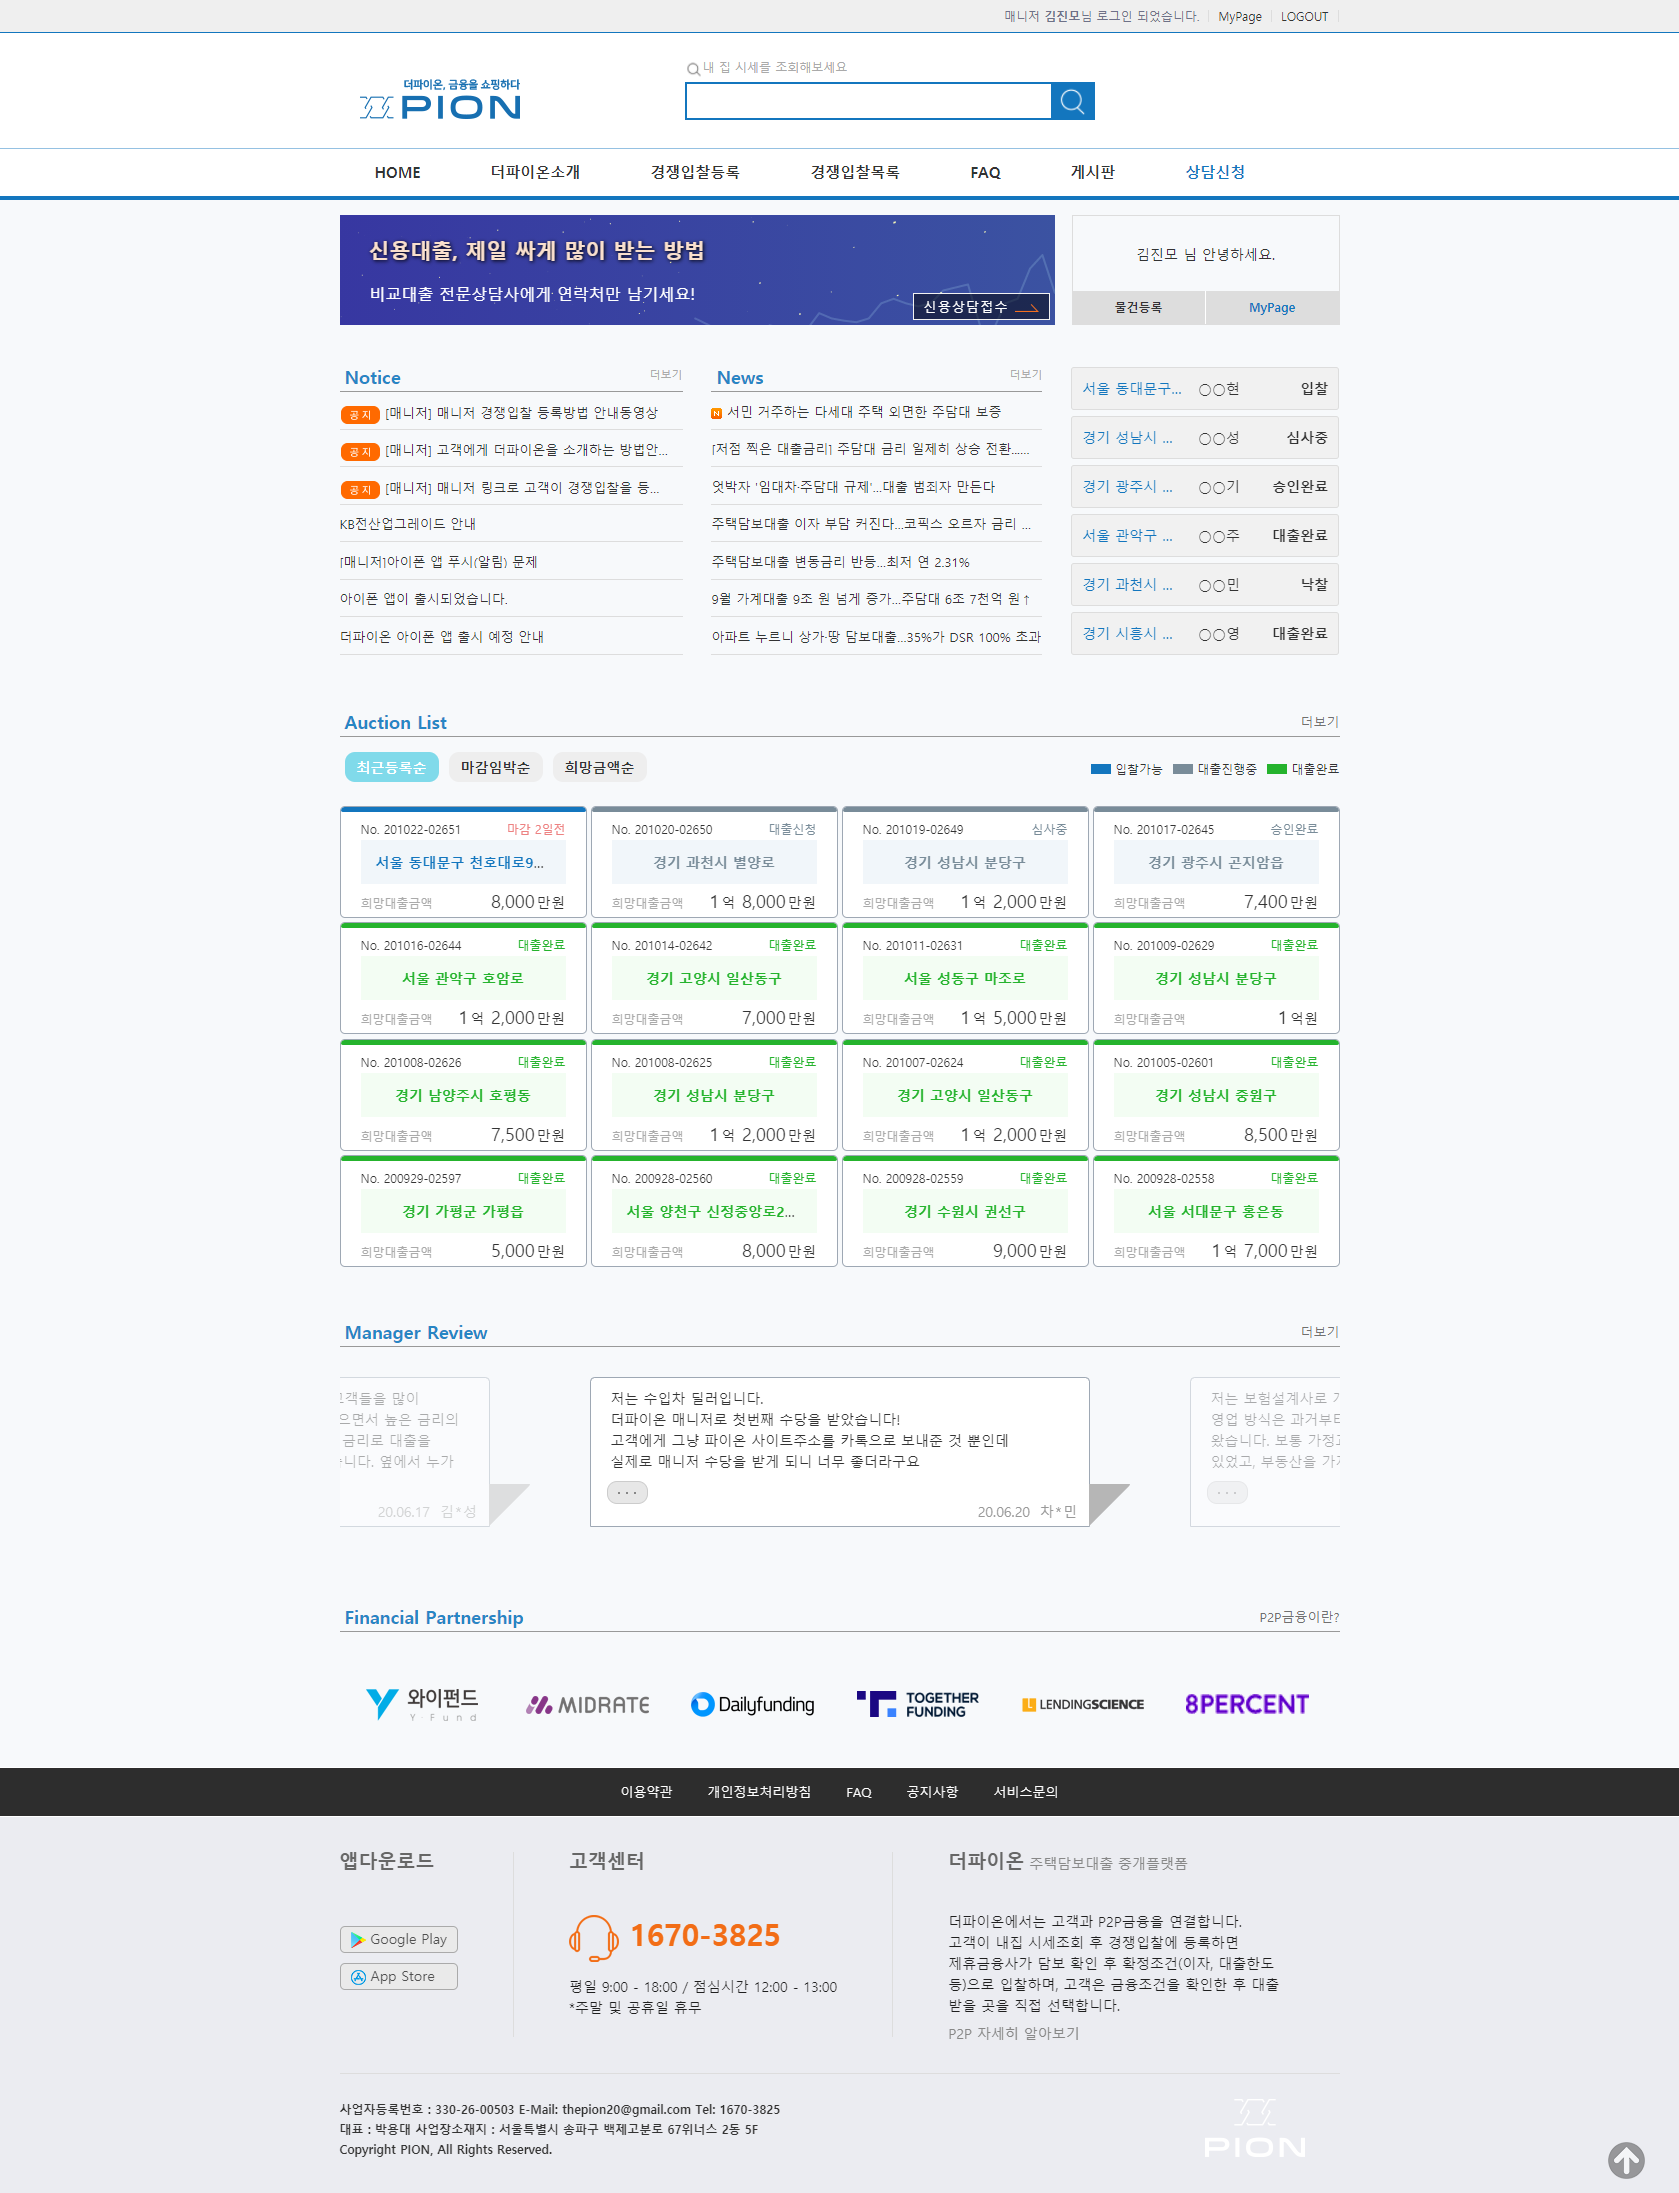 매니저 김진모님 로그인 되었습니다. MyPage LOGOUT
내 집 시세를 조회해보세요
더파이온, 금융을 쇼핑하다
PION
HOME 더파이온소개 경쟁입찰등록 경쟁입찰목록 FAQ 게시판 상담신청
신용대출, 제일 싸게 많이 받는 방법
비교대출 전문상담사에게 연락처만 남기세요!
신용상담접수
김진모 님 안녕하세요.
물건등록 MyPage
Notice 더보기
공지 [매니저] 매니저 경쟁입찰 등록방법 안내동영상
공지 [매니저] 고객에게 더파이온을 소개하는 방법안...
공지 [매니저] 매니저 링크로 고객이 경쟁입찰을 등...
KB전산업그레이드 안내
[매니저]아이폰 앱 푸시(알림) 문제
아이폰 앱이 출시되었습니다.
더파이온 아이폰 앱 출시 예정 안내
News 더보기
N 서민 거주하는 다세대 주택 외면한 주담대 보증
[저점 찍은 대출금리] 주담대 금리 일제히 상승 전환......
엇박자 '임대차·주담대 규제'...대출 범죄자 만든다
주택담보대출 이자 부담 커진다...코픽스 오르자 금리 ...
주택담보대출 변동금리 반등...최저 연 2.31%
9월 가계대출 9조 원 넘게 증가...주담대 6조 7천억 원↑
아파트 누르니 상가·땅 담보대출...35%가 DSR 100% 초과
서울 동대문구... ○○현 입찰
경기 성남시 ... ○○성 심사중
경기 광주시 ... ○○기 승인완료
서울 관악구 ... ○○주 대출완료
경기 과천시 ... ○○민 낙찰
경기 시흥시 ... ○○영 대출완료
Auction List 더보기
최근등록순 마감임박순 희망금액순
입찰가능 대출진행중 대출완료
No. 201022-02651 마감 2일전
서울 동대문구 천호대로9...
희망대출금액 8,000만원
No. 201020-02650 대출신청
경기 과천시 별양로
희망대출금액 1억 8,000만원
No. 201019-02649 심사중
경기 성남시 분당구
희망대출금액 1억 2,000만원
No. 201017-02645 승인완료
경기 광주시 곤지암읍
희망대출금액 7,400만원
No. 201016-02644 대출완료
서울 관악구 호암로
희망대출금액 1억 2,000만원
No. 201014-02642 대출완료
경기 고양시 일산동구
희망대출금액 7,000만원
No. 201011-02631 대출완료
서울 성동구 마조로
희망대출금액 1억 5,000만원
No. 201009-02629 대출완료
경기 성남시 분당구
희망대출금액 1억원
No. 201008-02626 대출완료
경기 남양주시 호평동
희망대출금액 7,500만원
No. 201008-02625 대출완료
경기 성남시 분당구
희망대출금액 1억 2,000만원
No. 201007-02624 대출완료
경기 고양시 일산동구
희망대출금액 1억 2,000만원
No. 201005-02601 대출완료
경기 성남시 중원구
희망대출금액 8,500만원
No. 200929-02597 대출완료
경기 가평군 가평읍
희망대출금액 5,000만원
No. 200928-02560 대출완료
서울 양천구 신정중앙로2...
희망대출금액 8,000만원
No. 200928-02559 대출완료
경기 수원시 권선구
희망대출금액 9,000만원
No. 200928-02558 대출완료
서울 서대문구 홍은동
희망대출금액 1억 7,000만원
Manager Review 더보기
고객들을 많이
으면서 높은 금리의
금리로 대출을
니다. 옆에서 누가
20.06.17 김*성
저는 수입차 딜러입니다.
더파이온 매니저로 첫번째 수당을 받았습니다!
고객에게 그냥 파이온 사이트주소를 카톡으로 보내준 것 뿐인데
실제로 매니저 수당을 받게 되니 너무 좋더라구요
...
20.06.20 차*민
저는 보험설계사로
영업 방식은 과거부터
왔습니다. 보통 가정
있었고, 부동산을 가
...
Financial Partnership P2P금융이란?
와이펀드
Y-Fund
MIDRATE
Dailyfunding
TOGETHER
FUNDING
L LENDINGSCIENCE
8PERCENT
이용약관 개인정보처리방침 FAQ 공지사항 서비스문의
앱다운로드
Google Play
App Store
고객센터
1670-3825
평일 9:00 - 18:00 / 점심시간 12:00 - 13:00
*주말 및 공휴일 휴무
더파이온 주택담보대출 중개플랫폼
더파이온에서는 고객과 P2P금융을 연결합니다.
고객이 내집 시세조회 후 경쟁입찰에 등록하면
제휴금융사가 담보 확인 후 확정조건(이자, 대출한도
등)으로 입찰하며, 고객은 금융조건을 확인한 후 대출
받을 곳을 직접 선택합니다.
P2P 자세히 알아보기
사업자등록번호 : 330-26-00503 E-Mail: thepion20@gmail.com Tel: 1670-3825
대표 : 박용대 사업장소재지 : 서울특별시 송파구 백제고분로 67위너스 2동 5F
Copyright PION, All Rights Reserved.
PION